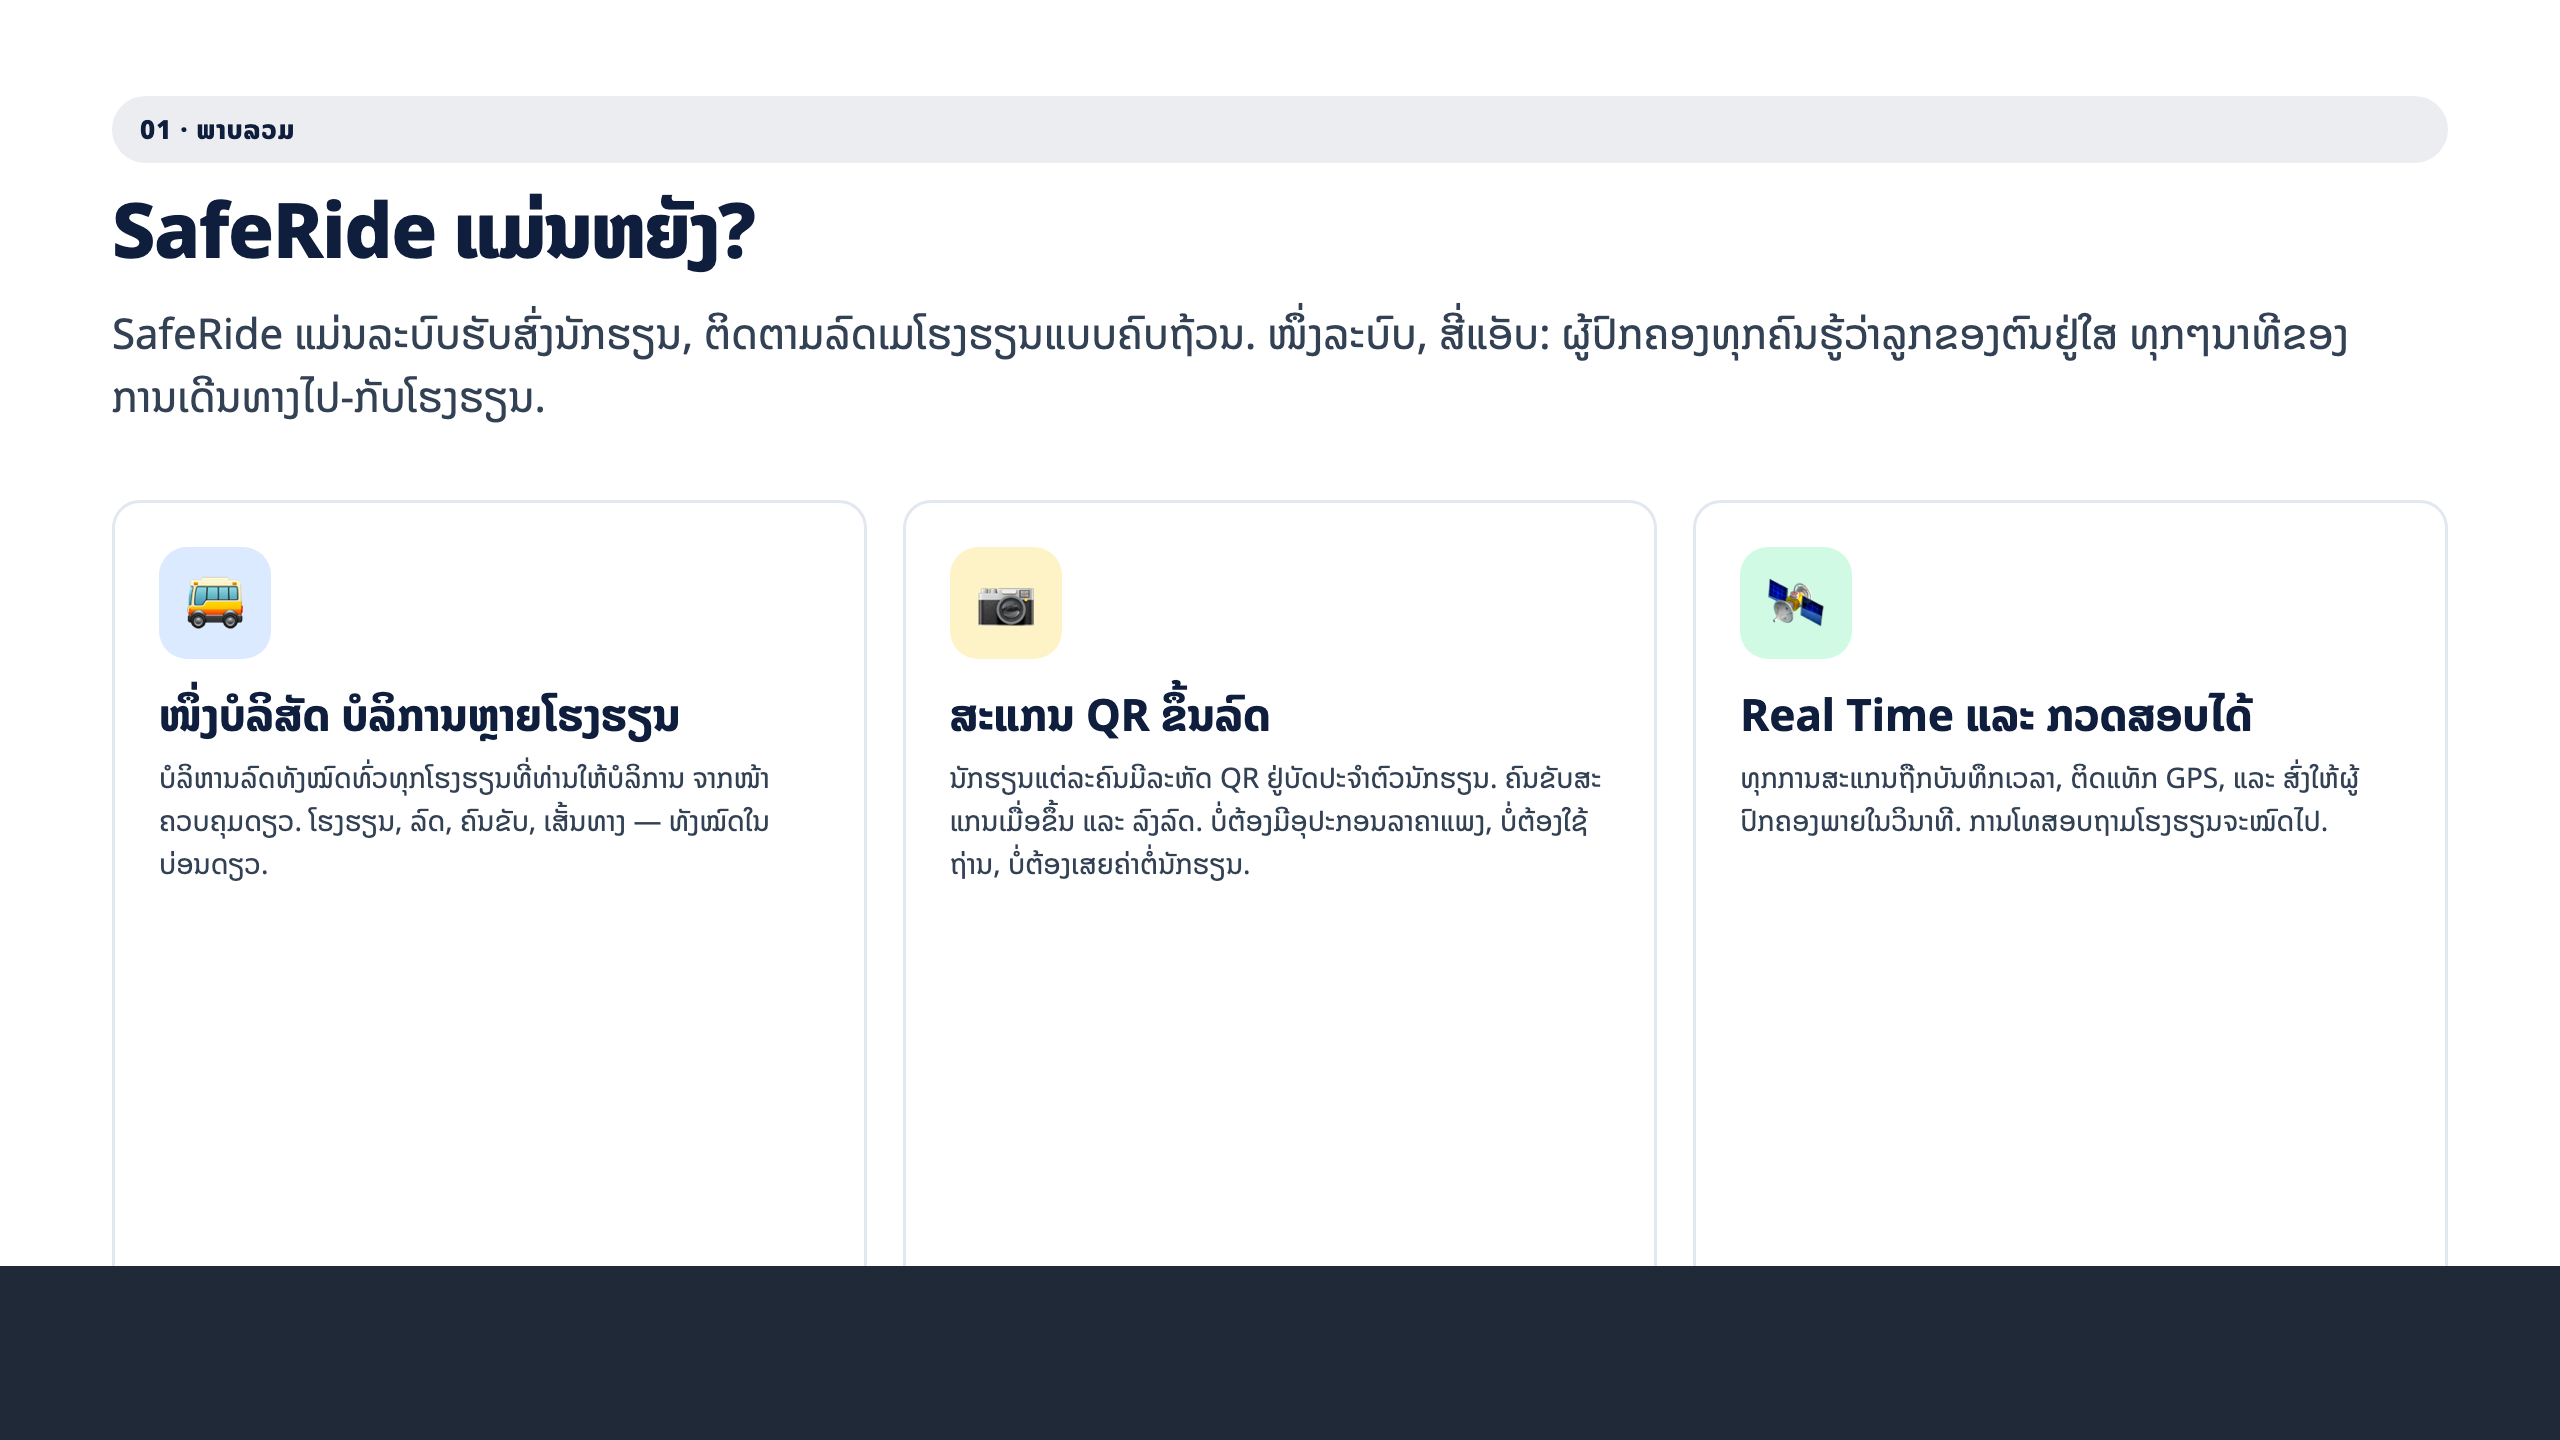 01 · ພາບລວມ
SafeRide ແມ່ນຫຍັງ?
SafeRide ແມ່ນລະບົບຮັບສົ່ງນັກຮຽນ, ຕິດຕາມລົດເມໂຮງຮຽນແບບຄົບຖ້ວນ. ໜຶ່ງລະບົບ, ສີ່ແອັບ: ຜູ້ປົກຄອງທຸກຄົນຮູ້ວ່າລູກຂອງຕົນຢູ່ໃສ ທຸກໆນາທີຂອງ
ການເດີນທາງໄປ-ກັບໂຮງຮຽນ.
ໜຶ່ງບໍລິສັດ ບໍລິການຫຼາຍໂຮງຮຽນ
ບໍລິຫານລົດທັງໝົດທົ່ວທຸກໂຮງຮຽນທີ່ທ່ານໃຫ້ບໍລິການ ຈາກໜ້າ
ຄວບຄຸມດຽວ. ໂຮງຮຽນ, ລົດ, ຄົນຂັບ, ເສັ້ນທາງ — ທັງໝົດໃນ
ບ່ອນດຽວ.
ສະແກນ QR ຂຶ້ນລົດ
ນັກຮຽນແຕ່ລະຄົນມີລະຫັດ QR ຢູ່ບັດປະຈຳຕົວນັກຮຽນ. ຄົນຂັບສະ
ແກນເມື່ອຂຶ້ນ ແລະ ລົງລົດ. ບໍ່ຕ້ອງມີອຸປະກອນລາຄາແພງ, ບໍ່ຕ້ອງໃຊ້
ຖ່ານ, ບໍ່ຕ້ອງເສຍຄ່າຕໍ່ນັກຮຽນ.
Real Time ແລະ ກວດສອບໄດ້
ທຸກການສະແກນຖືກບັນທຶກເວລາ, ຕິດແທັກ GPS, ແລະ ສົ່ງໃຫ້ຜູ້
ປົກຄອງພາຍໃນວິນາທີ. ການໂທສອບຖາມໂຮງຮຽນຈະໝົດໄປ.